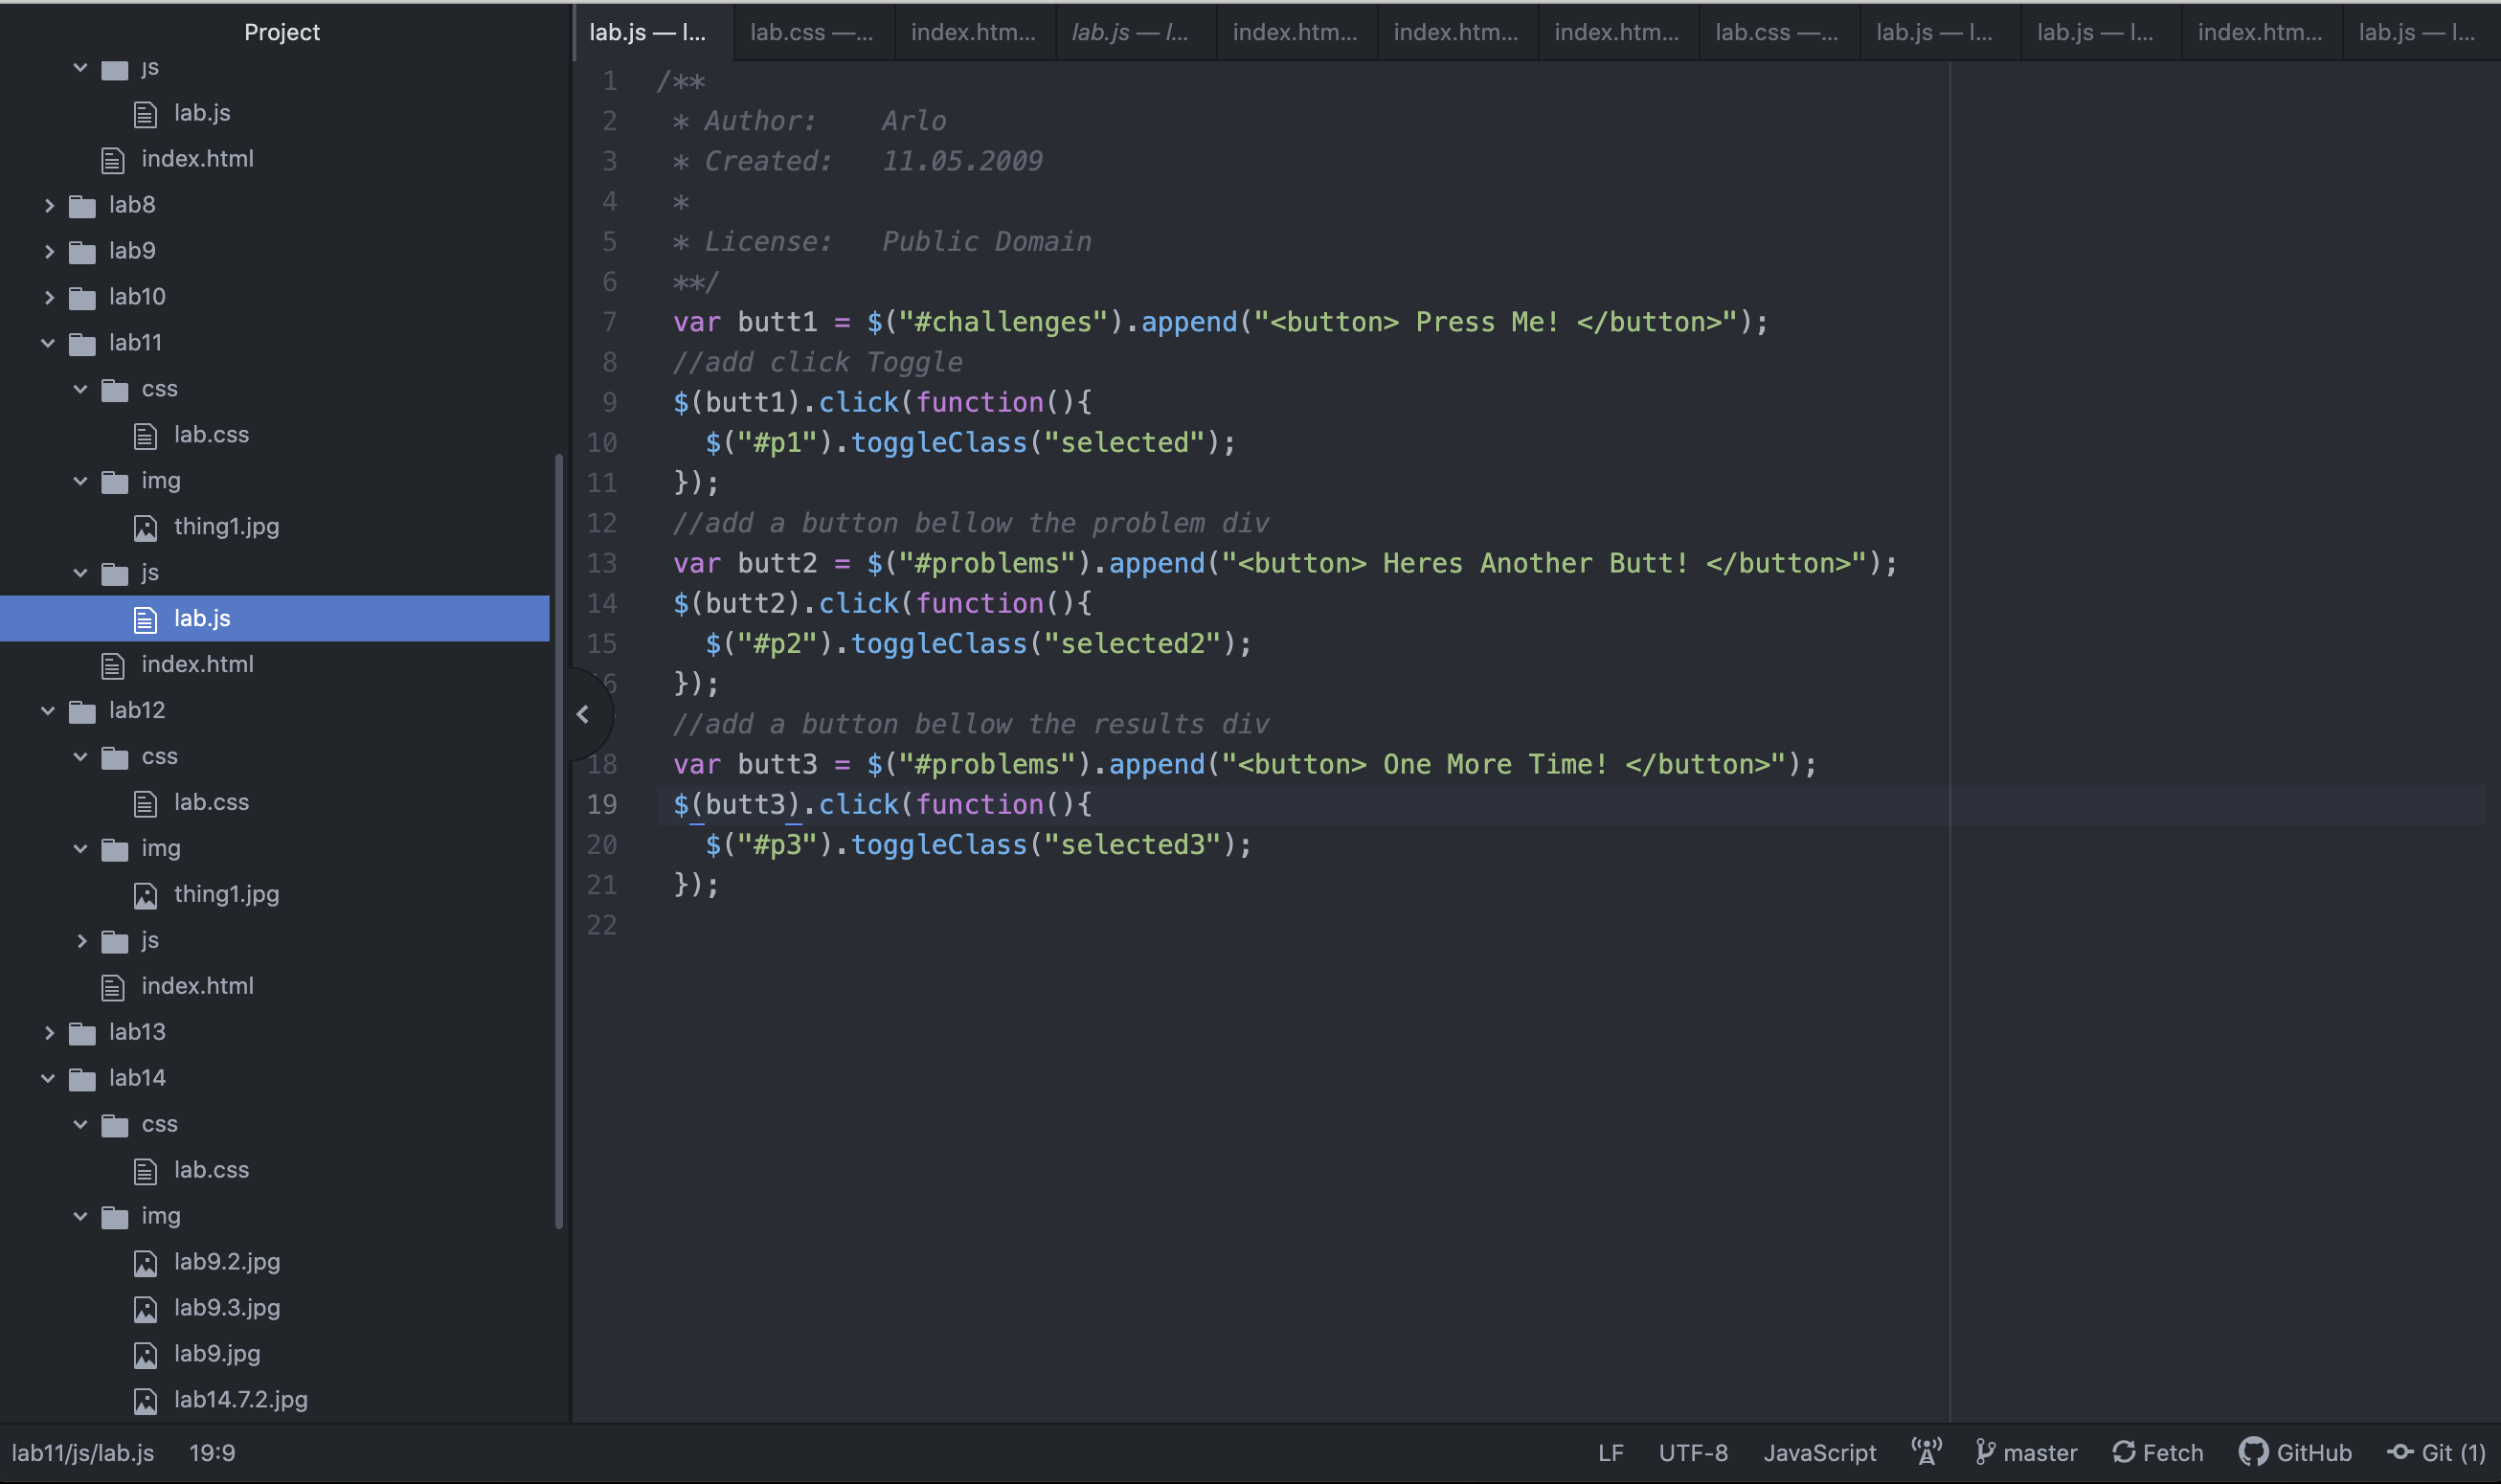 Project
js
lab.js
index.html
lab8
lab9
lab10
lab11
css
lab.css
img
thing1.jpg
js
lab.js
index.html
lab12
css
lab.css
img
thing1.jpg
js
index.html
lab13
lab14
css
lab.css
img
lab9.2.jpg
lab9.3.jpg
lab9.jpg
lab14.7.2.jpg
lab.js — l... lab.css —... index.htm... lab.js — l... index.htm... index.htm... index.htm... lab.css —... lab.js — l... lab.js — l... index.htm... lab.js — l...
1 /**
2 * Author: Arlo
3 * Created: 11.05.2009
4 *
5 * License: Public Domain
6 **/
7 var butt1 = $("#challenges").append("<button> Press Me! </button>");
8 //add click Toggle
9 $(butt1).click(function(){
10 $("#p1").toggleClass("selected");
11 });
12 //add a button bellow the problem div
13 var butt2 = $("#problems").append("<button> Heres Another Butt! </button>");
14 $(butt2).click(function(){
15 $("#p2").toggleClass("selected2");
6 });
//add a button bellow the results div
18 var butt3 = $("#problems").append("<button> One More Time! </button>");
19 $(butt3).click(function(){
20 $("#p3").toggleClass("selected3");
21 });
22
lab11/js/lab.js 19:9 LF UTF-8 JavaScript master Fetch GitHub Git (1)